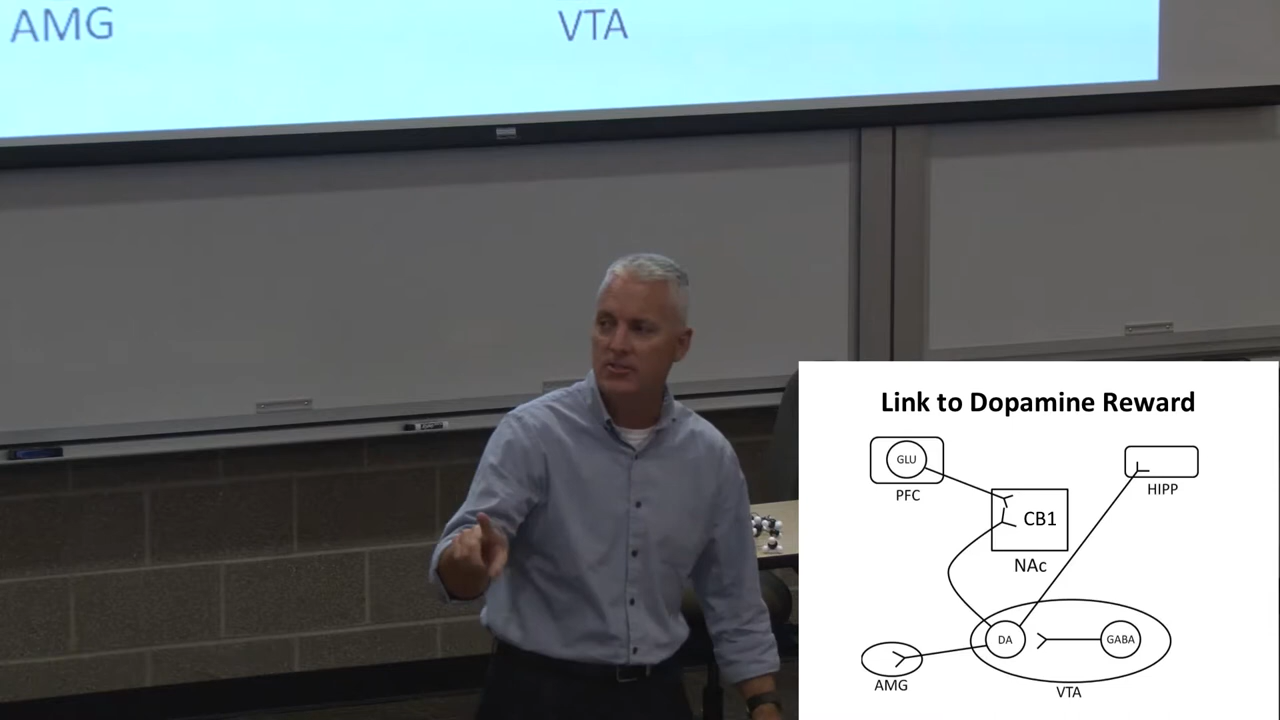 AMG VTA
Link to Dopamine Reward
GLU
PFC
HIPP
CB1
NAc
DA
GABA
AMG
VTA